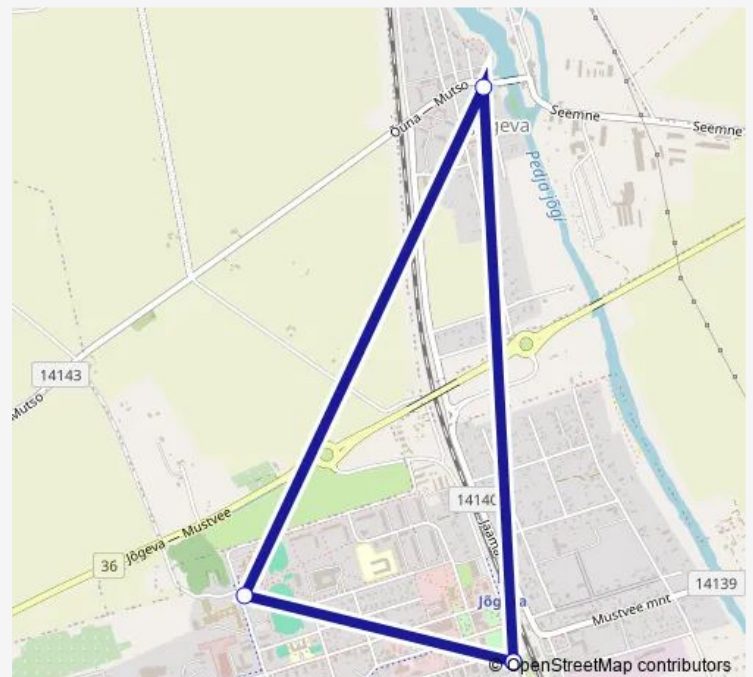 Õuna — Mutso
Seemne
Seemne
Pedja jõgi
14143
Mutso
14140
Jaama
36
Jõgeva — Mustvee
14139
Mustvee mnt
© OpenStreetMap contributors